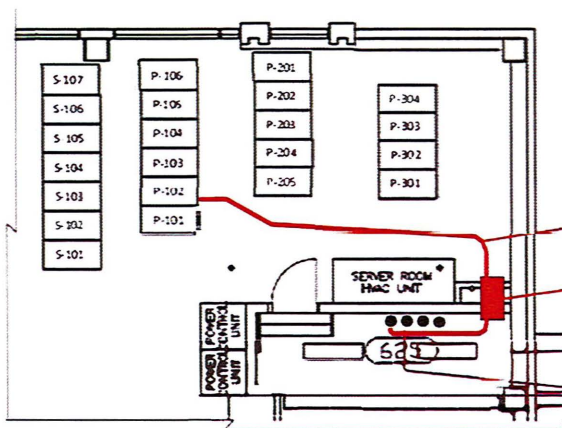 S-107
S-106
S-105
S-104
S-103
S-102
S-101
P-106
P-105
P-104
P-103
P-102
P-101
P-201
P-202
P-203
P-204
P-205
P-304
P-303
P-302
P-301
SERVER ROOM
HVAC UNIT
POWER
CONTROL
UNIT
POWER
CONTROL
UNIT
629